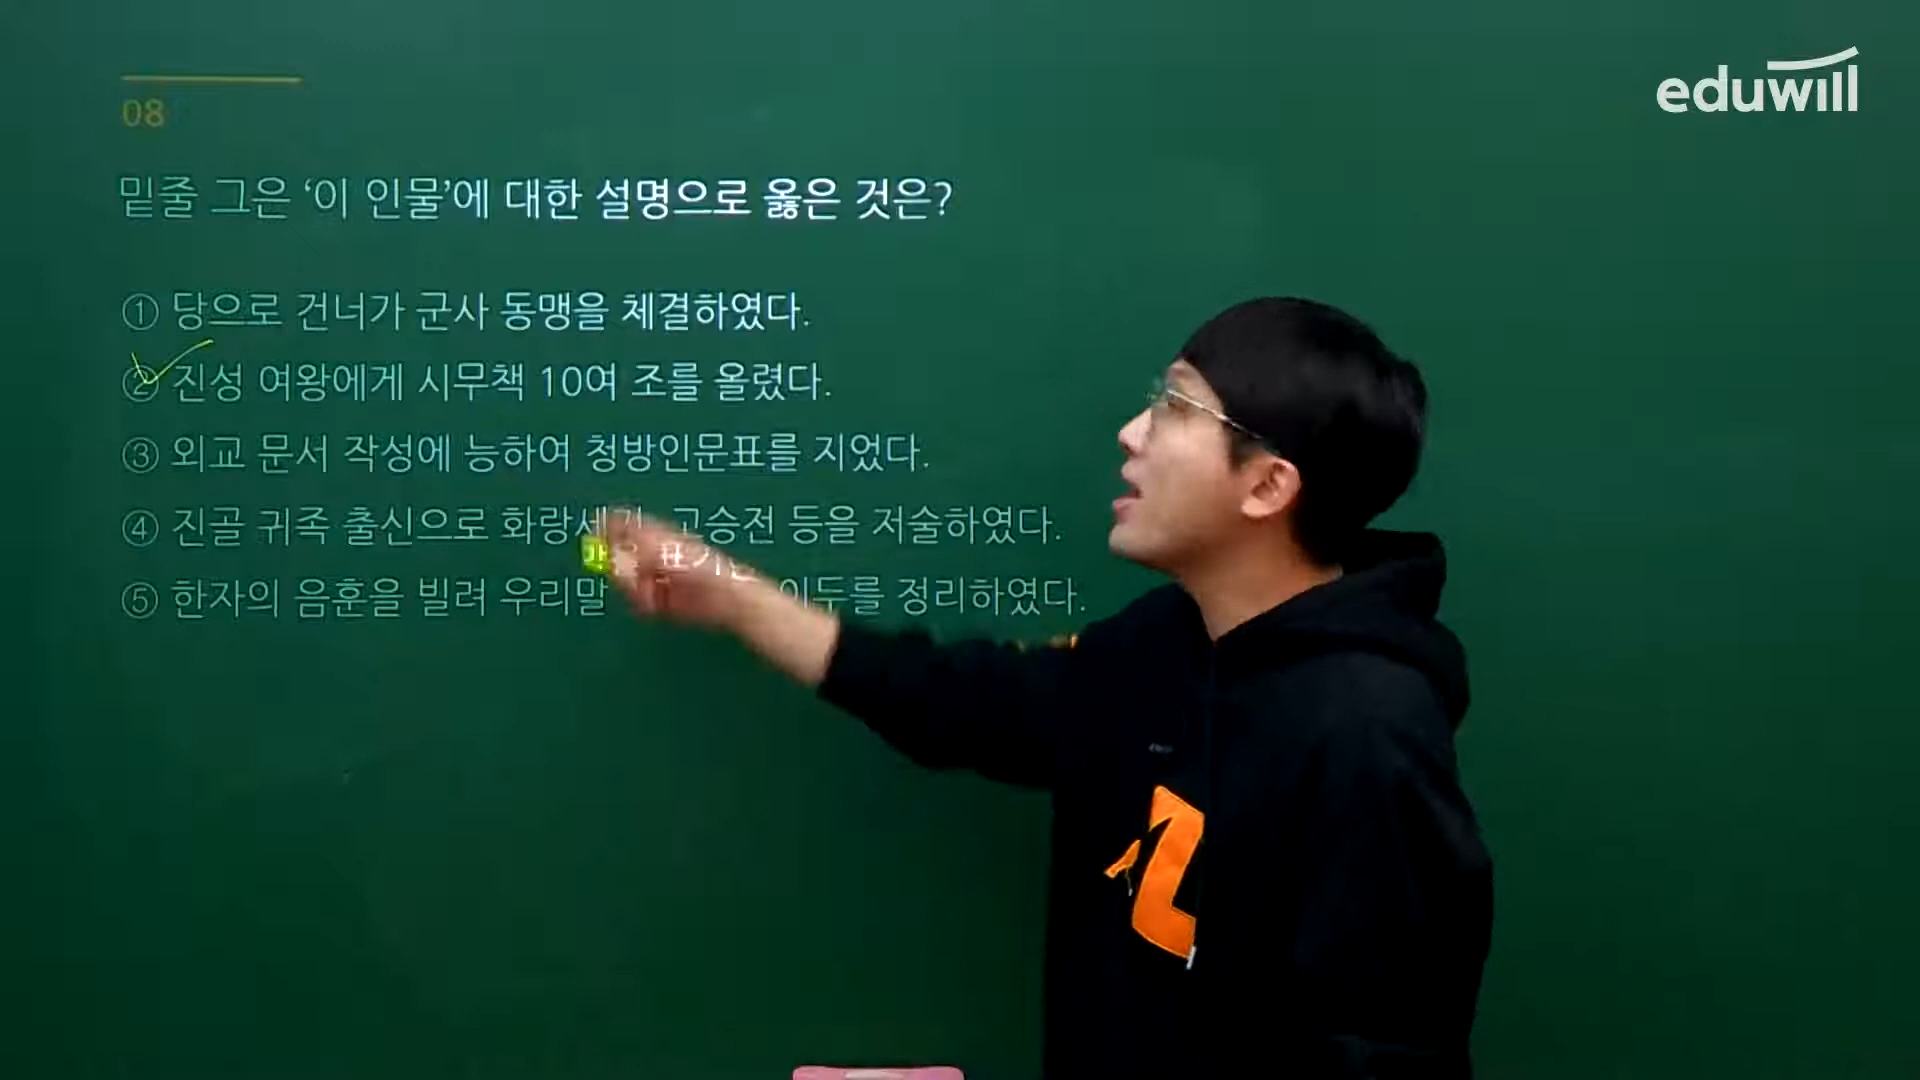 eduwill
08
밑줄 그은 ‘이 인물’에 대한 설명으로 옳은 것은?
① 당으로 건너가 군사 동맹을 체결하였다.
② 진성 여왕에게 시무책 10여 조를 올렸다.
③ 외교 문서 작성에 능하여 청방인문표를 지었다.
④ 진골 귀족 출신으로 화랑세기, 고승전 등을 저술하였다.
⑤ 한자의 음훈을 빌려 우리말 표기 이두를 정리하였다.